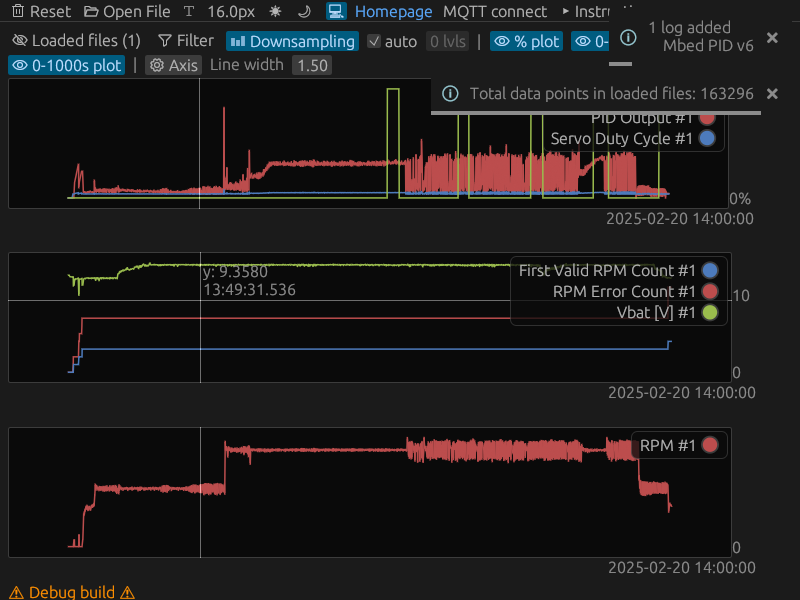 Reset Open File T 16.0px Homepage MQTT connect Instr
Loaded files (1) Filter Downsampling auto 0 lvls | % plot 0-
0-1000s plot | Axis Line width 1.50
1 log added
Mbed PID v6
Total data points in loaded files: 163296
PID Output #1
Servo Duty Cycle #1
0%
2025-02-20 14:00:00
y: 9.3580
13:49:31.536
First Valid RPM Count #1
RPM Error Count #1
Vbat [V] #1
10
0
2025-02-20 14:00:00
RPM #1
0
2025-02-20 14:00:00
⚠ Debug build ⚠